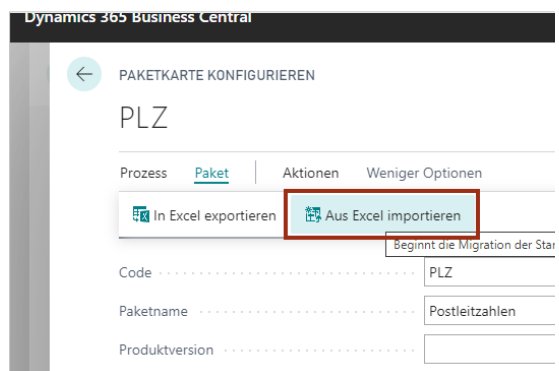 Dynamics 365 Business Central
PAKETKARTE KONFIGURIEREN
PLZ
Prozess Paket Aktionen Weniger Optionen
In Excel exportieren Aus Excel importieren
Beginnt die Migration der
Code PLZ
Paketname Postleitzahlen
Produktversion